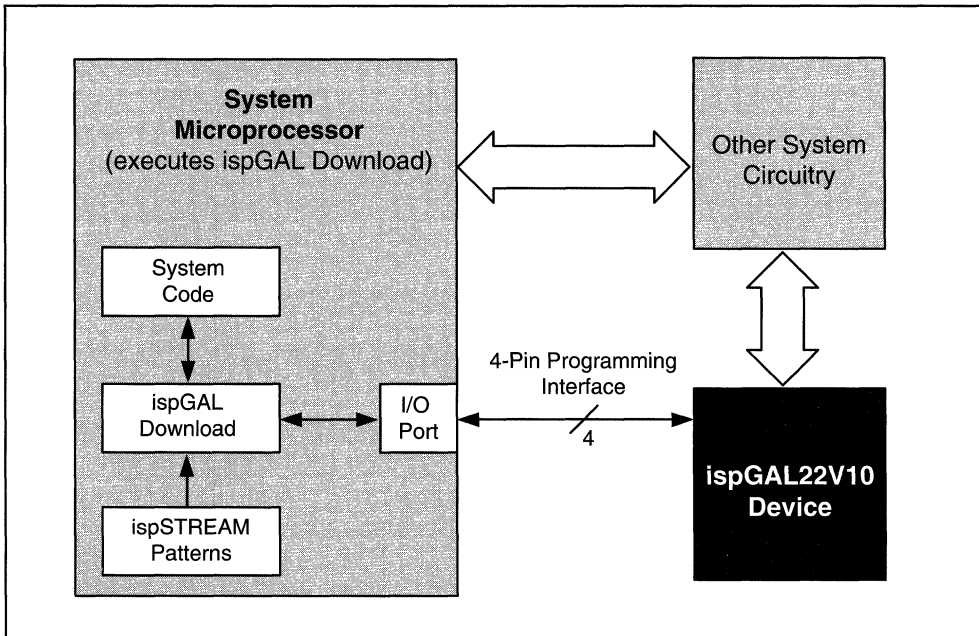 System
Microprocessor
(executes ispGAL Download)
Other System
Circuitry
System
Code
4-Pin Programming
Interface
ispGAL
Download
I/O
Port
4
ispGAL22V10
Device
ispSTREAM
Patterns